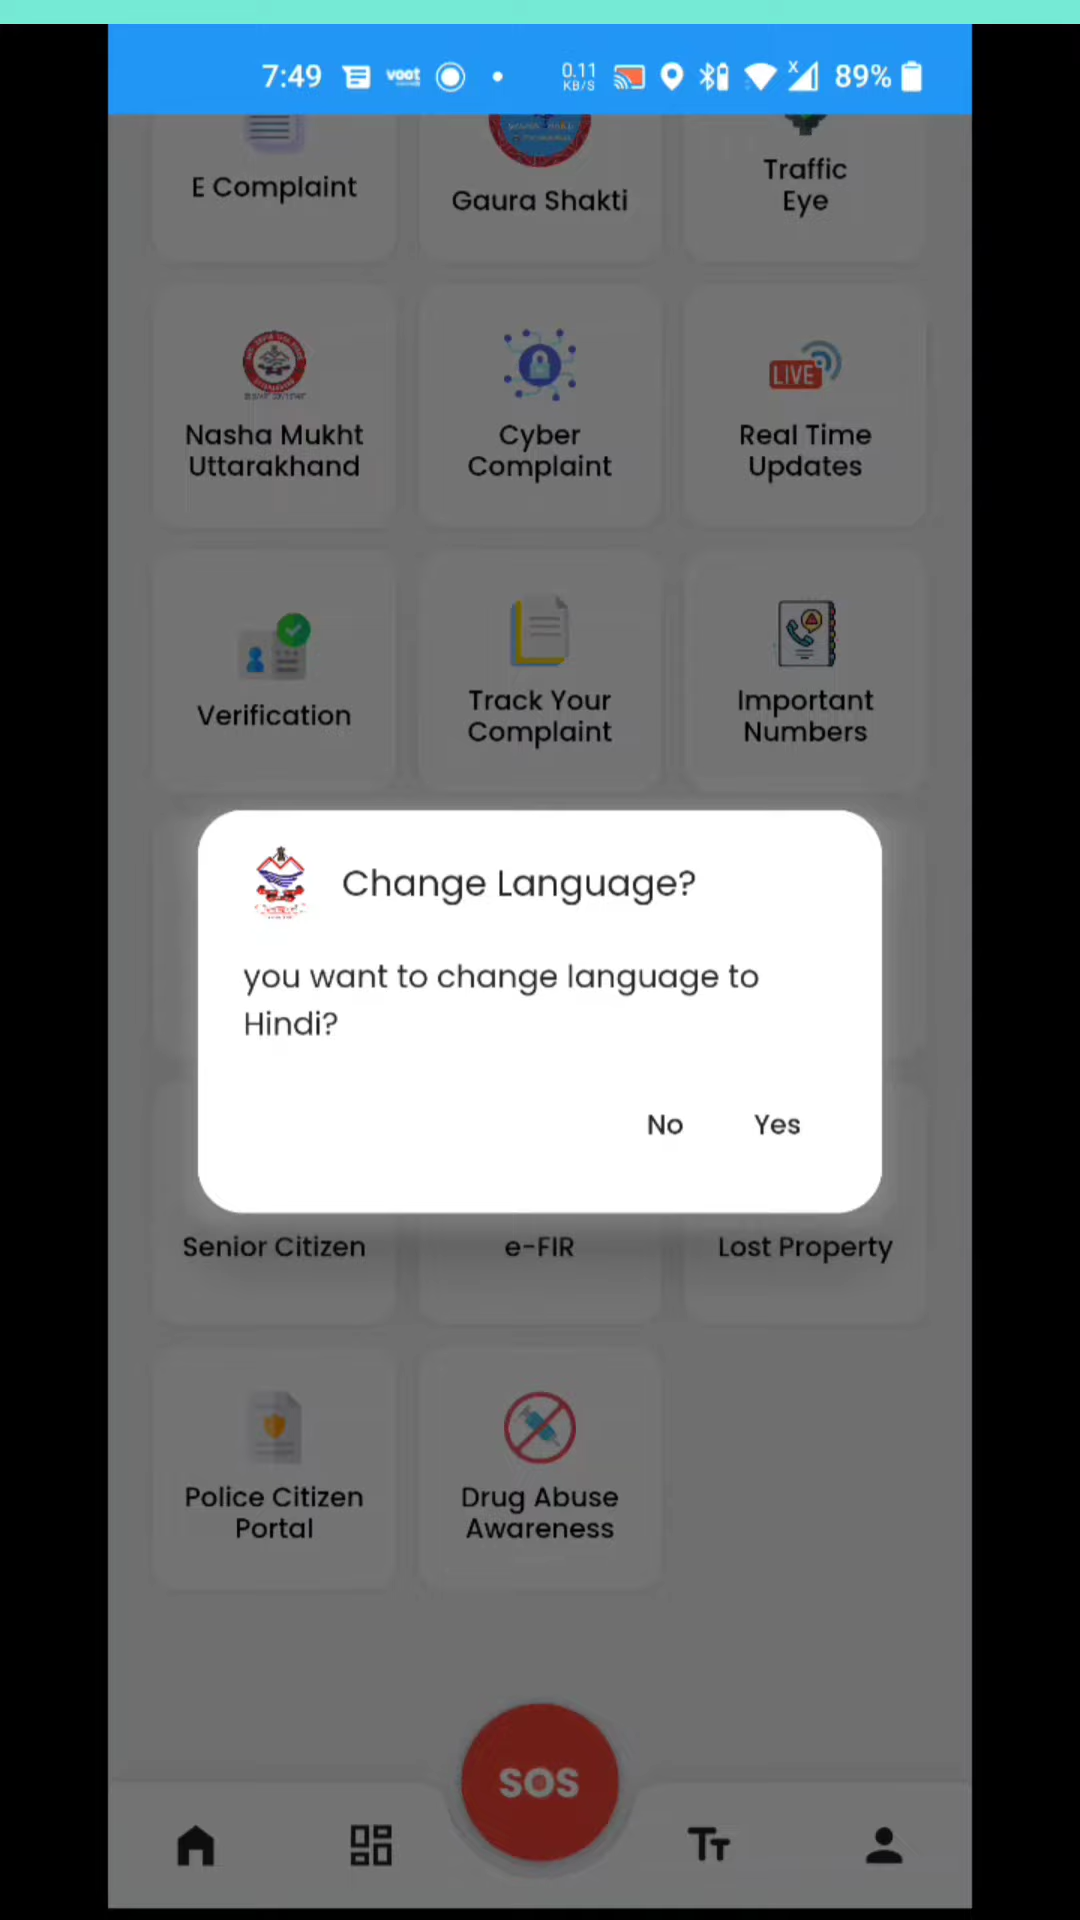 7:49
voot
0.11
KB/S
X
89%
E Complaint
Gaura Shakti
Traffic
Eye
LIVE
Nasha Mukht
Uttarakhand
Cyber
Complaint
Real Time
Updates
Verification
Track Your
Complaint
Important
Numbers
Change Language?
you want to change language to
Hindi?
No
Yes
Senior Citizen
e-FIR
Lost Property
Police Citizen
Portal
Drug Abuse
Awareness
SOS
TT